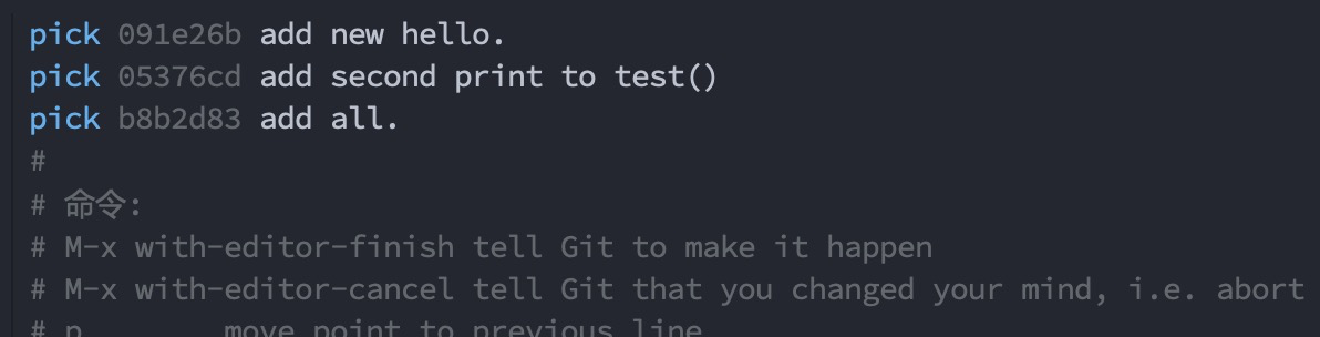 pick 091e26b add new hello.
pick 05376cd add second print to test()
pick b8b2d83 add all.
#
# 命令:
# M-x with-editor-finish tell Git to make it happen
# M-x with-editor-cancel tell Git that you changed your mind, i.e. abort
# p move point to previous line